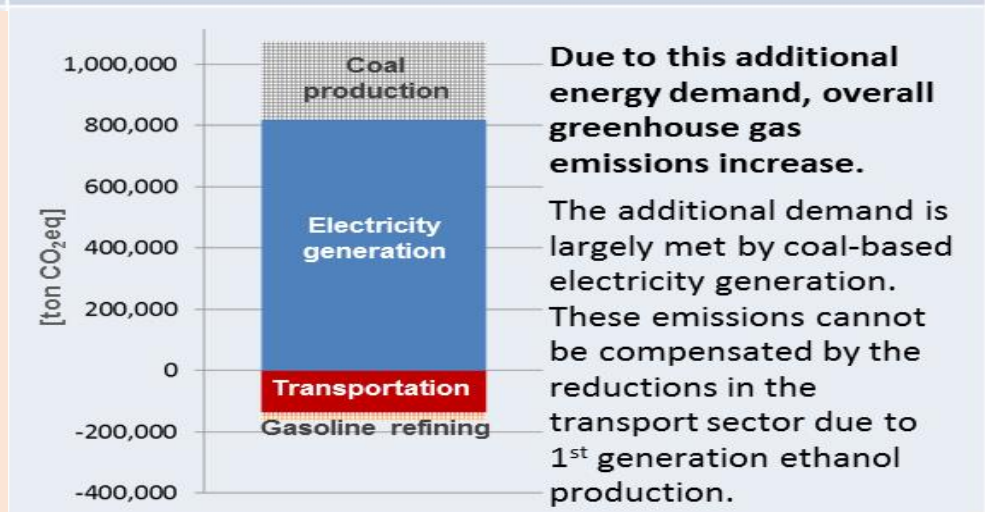 1,000,000
800,000
600,000
400,000
200,000
0
-200,000
-400,000
[ton CO₂eq]
Coal
production
Electricity
generation
Transportation
Gasoline refining
Due to this additional
energy demand, overall
greenhouse gas
emissions increase.
The additional demand is
largely met by coal-based
electricity generation.
These emissions cannot
be compensated by the
reductions in the
transport sector due to
1st generation ethanol
production.